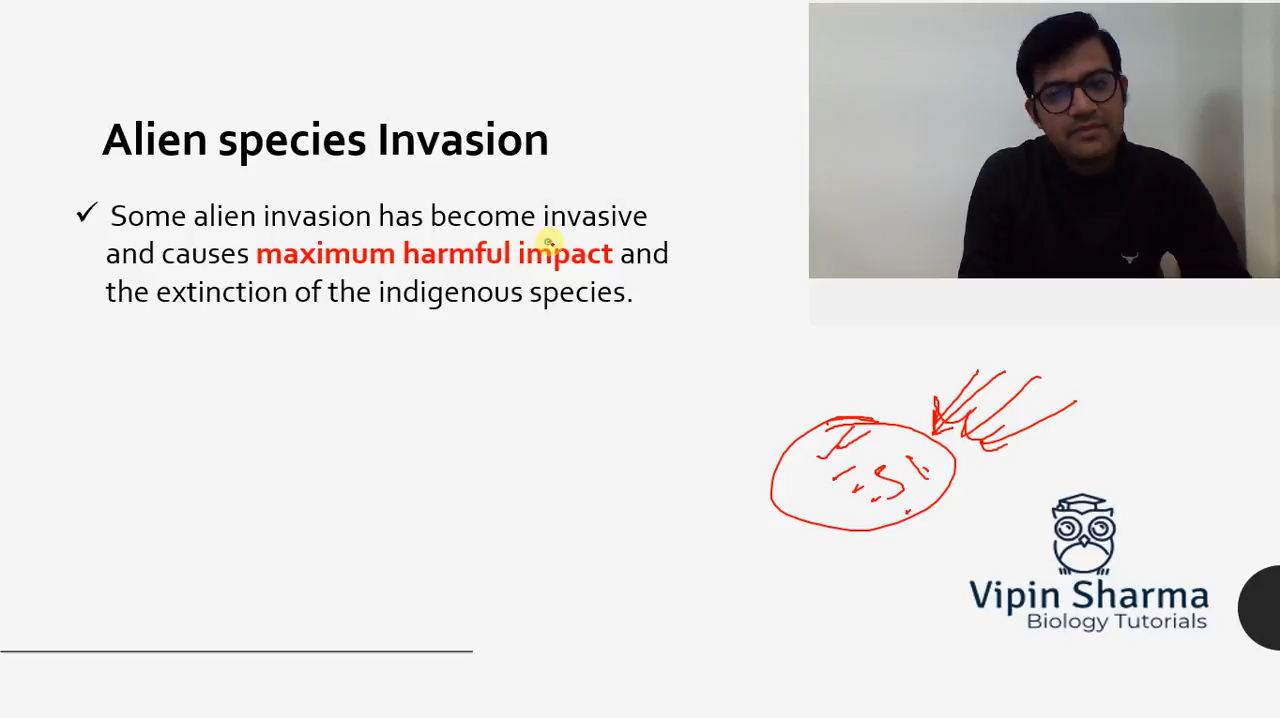 Alien species Invasion
✓ Some alien invasion has become invasive
and causes maximum harmful impact and
the extinction of the indigenous species.
Vipin Sharma
Biology Tutorials